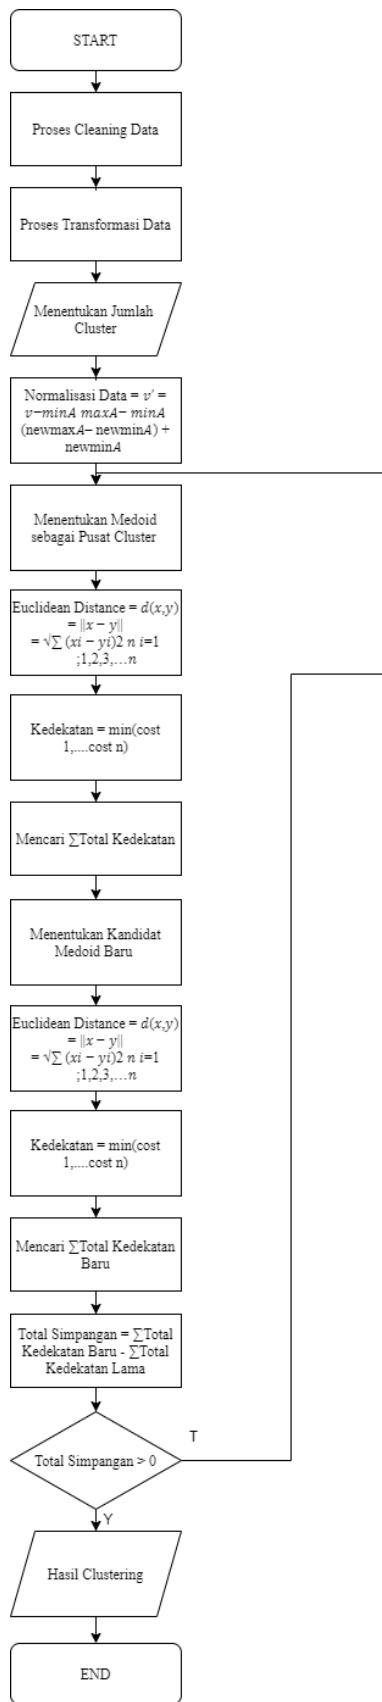 START
Proses Cleaning Data
Proses Transformasi Data
Menentukan Jumlah
Cluster
Normalisasi Data = 𝑣′ =
𝑣−𝑚𝑖𝑛𝐴 𝑚𝑎𝑥𝐴− 𝑚𝑖𝑛𝐴
(newmax𝐴− newmin𝐴) +
newmin𝐴
Menentukan Medoid
sebagai Pusat Cluster
Euclidean Distance = 𝑑(𝑥,𝑦)
= ||𝑥 − 𝑦||
= √∑ (𝑥𝑖 − 𝑦𝑖)2 𝑛 𝑖=1
;1,2,3,…𝑛
Kedekatan = min(cost
1,....cost n)
Mencari ∑Total Kedekatan
Menentukan Kandidat
Medoid Baru
Euclidean Distance = 𝑑(𝑥,𝑦)
= ||𝑥 − 𝑦||
= √∑ (𝑥𝑖 − 𝑦𝑖)2 𝑛 𝑖=1
;1,2,3,…𝑛
Kedekatan = min(cost
1,....cost n)
Mencari ∑Total Kedekatan
Baru
Total Simpangan = ∑Total
Kedekatan Baru - ∑Total
Kedekatan Lama
T
Total Simpangan > 0
Y
Hasil Clustering
END